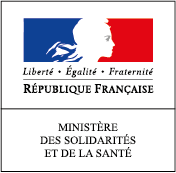 Liberté • Égalité • Fraternité
RÉPUBLIQUE FRANÇAISE
MINISTÈRE
DES SOLIDARITÉS
ET DE LA SANTÉ